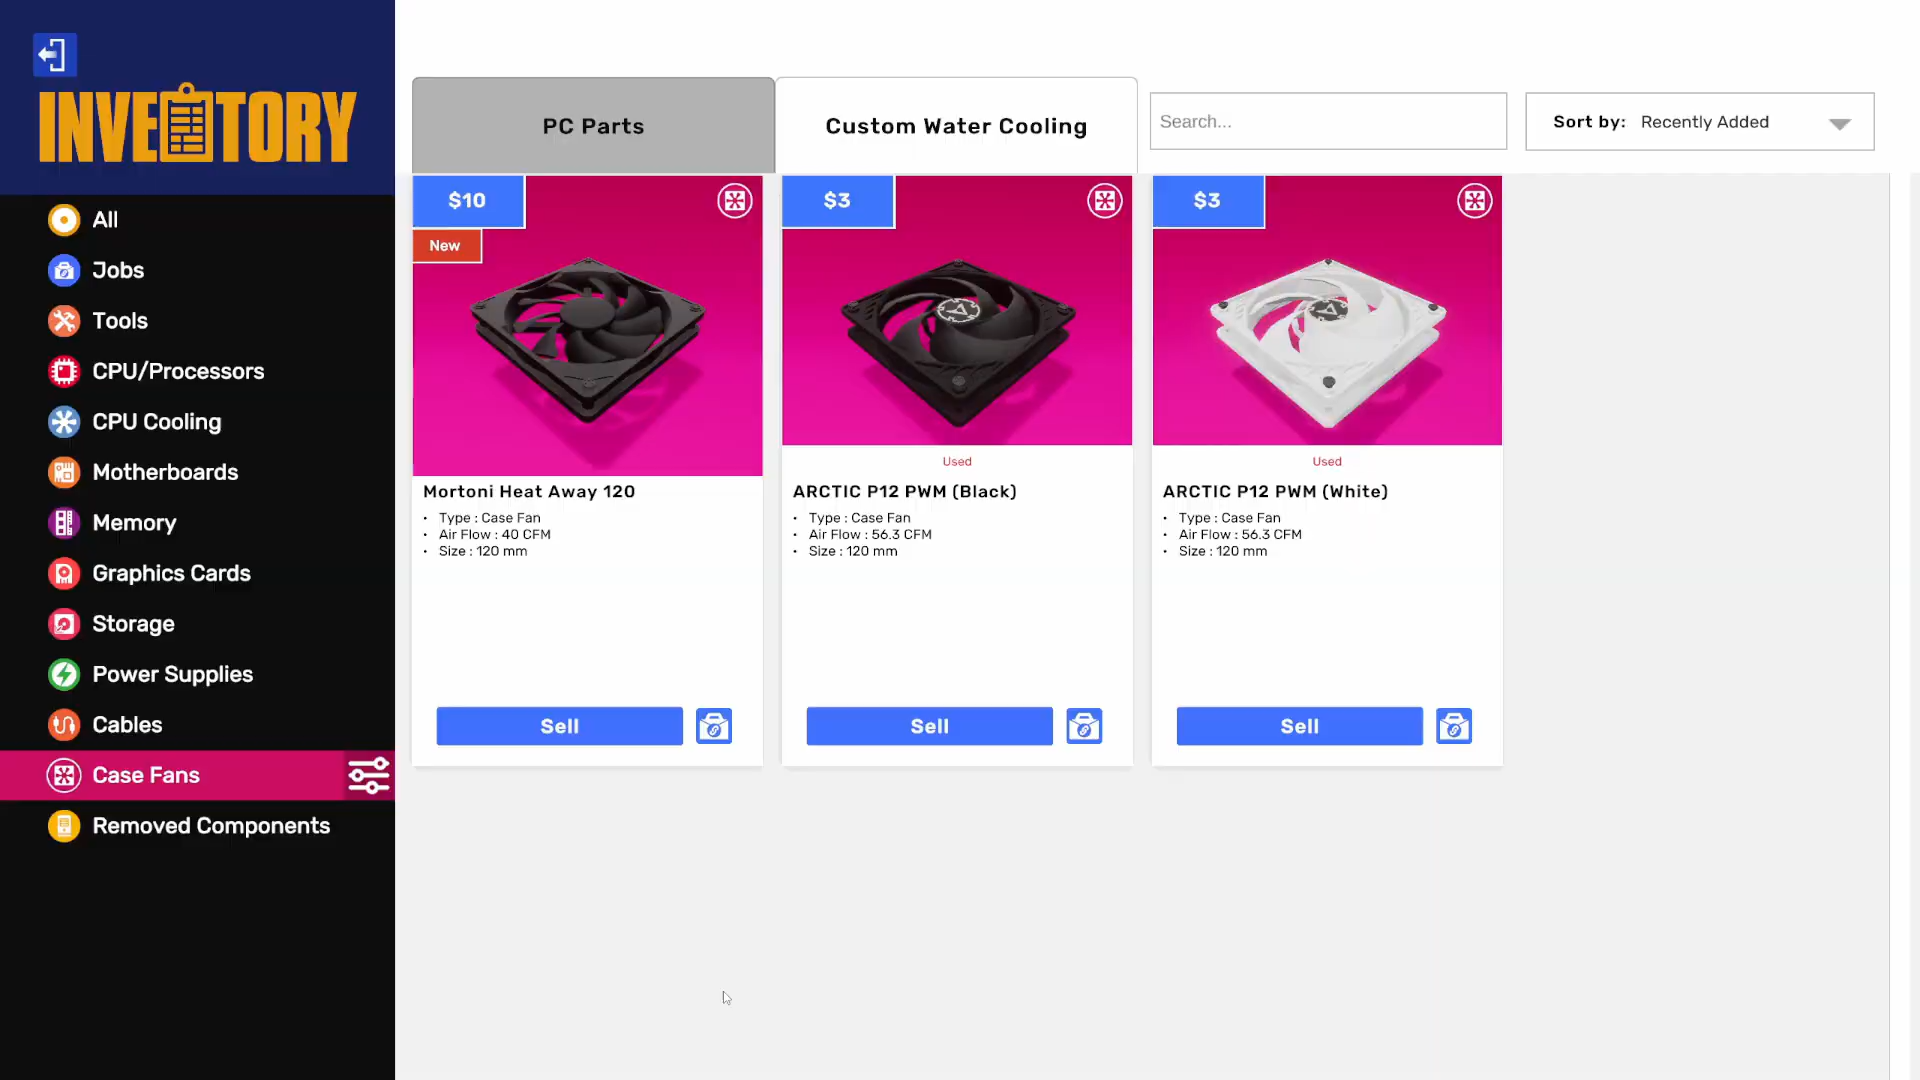 INVENTORY
All
Jobs
Tools
CPU/Processors
CPU Cooling
Motherboards
Memory
Graphics Cards
Storage
Power Supplies
Cables
Case Fans
Removed Components
PC Parts
Custom Water Cooling
Search...
Sort by: Recently Added
$10
New
Mortoni Heat Away 120
• Type : Case Fan
• Air Flow : 40 CFM
• Size : 120 mm
Sell
$3
Used
ARCTIC P12 PWM (Black)
• Type : Case Fan
• Air Flow : 56.3 CFM
• Size : 120 mm
Sell
$3
Used
ARCTIC P12 PWM (White)
• Type : Case Fan
• Air Flow : 56.3 CFM
• Size : 120 mm
Sell